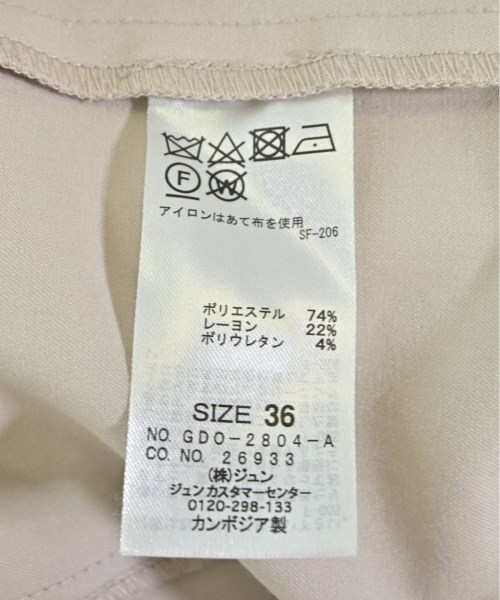 F W
アイロンはあて布を使用
SF-206
ポリエステル 74%
レーヨン 22%
ポリウレタン 4%
SIZE 36
NO. GDO-2804-A
CO. NO. 26933
(株)ジュン
ジュンカスタマーセンター
0120-298-133
カンボジア製